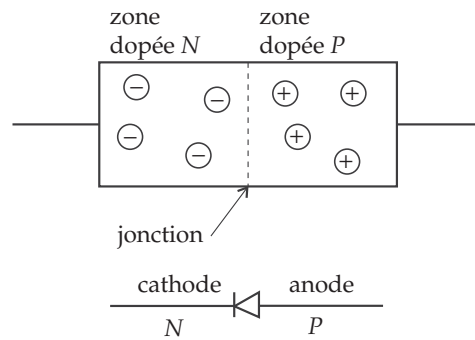 zone
dopée N
zone
dopée P
− − − −
+ + + +
jonction
cathode
anode
N
P